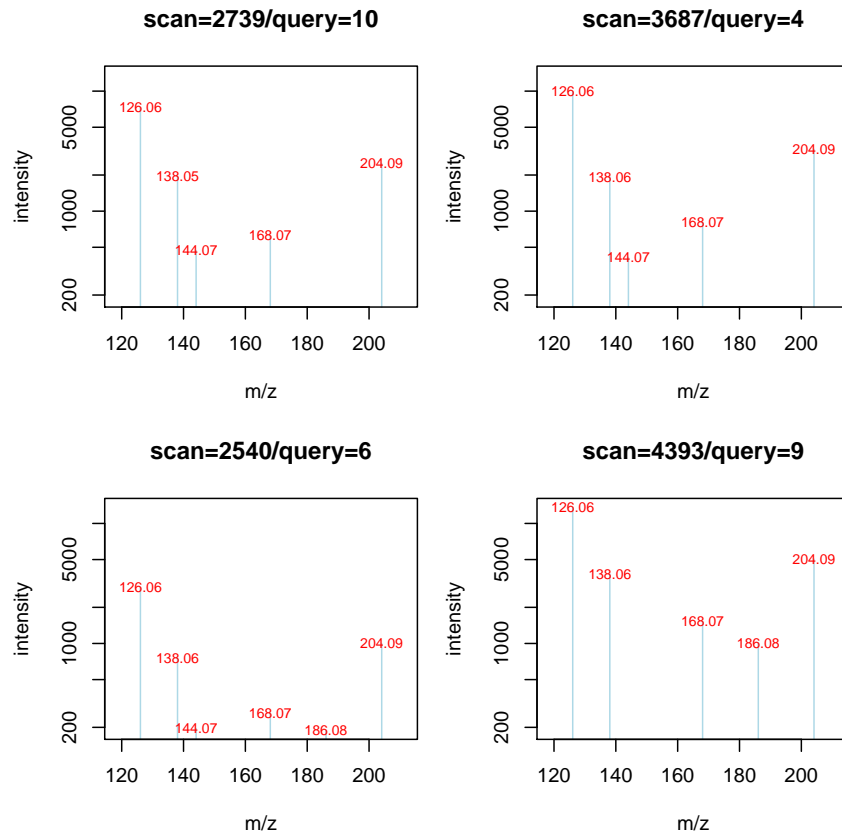 scan=2739/query=10
intensity
5000
1000
200
126.06
138.05
144.07
168.07
204.09
120 140 160 180 200
m/z
scan=3687/query=4
intensity
5000
1000
200
126.06
138.06
144.07
168.07
204.09
120 140 160 180 200
m/z
scan=2540/query=6
intensity
5000
1000
200
126.06
138.06
144.07
168.07
186.08
204.09
120 140 160 180 200
m/z
scan=4393/query=9
intensity
5000
1000
200
126.06
138.06
168.07
186.08
204.09
120 140 160 180 200
m/z